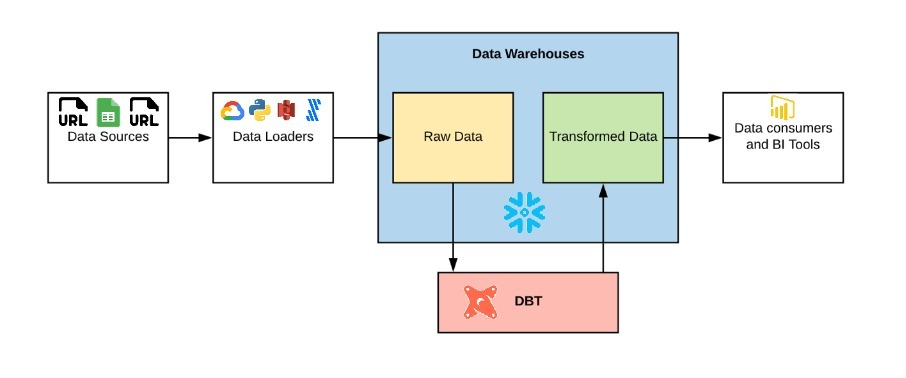 Data Warehouses
URL URL
Data Sources
Data Loaders
Raw Data
Transformed Data
Data consumers
and BI Tools
DBT